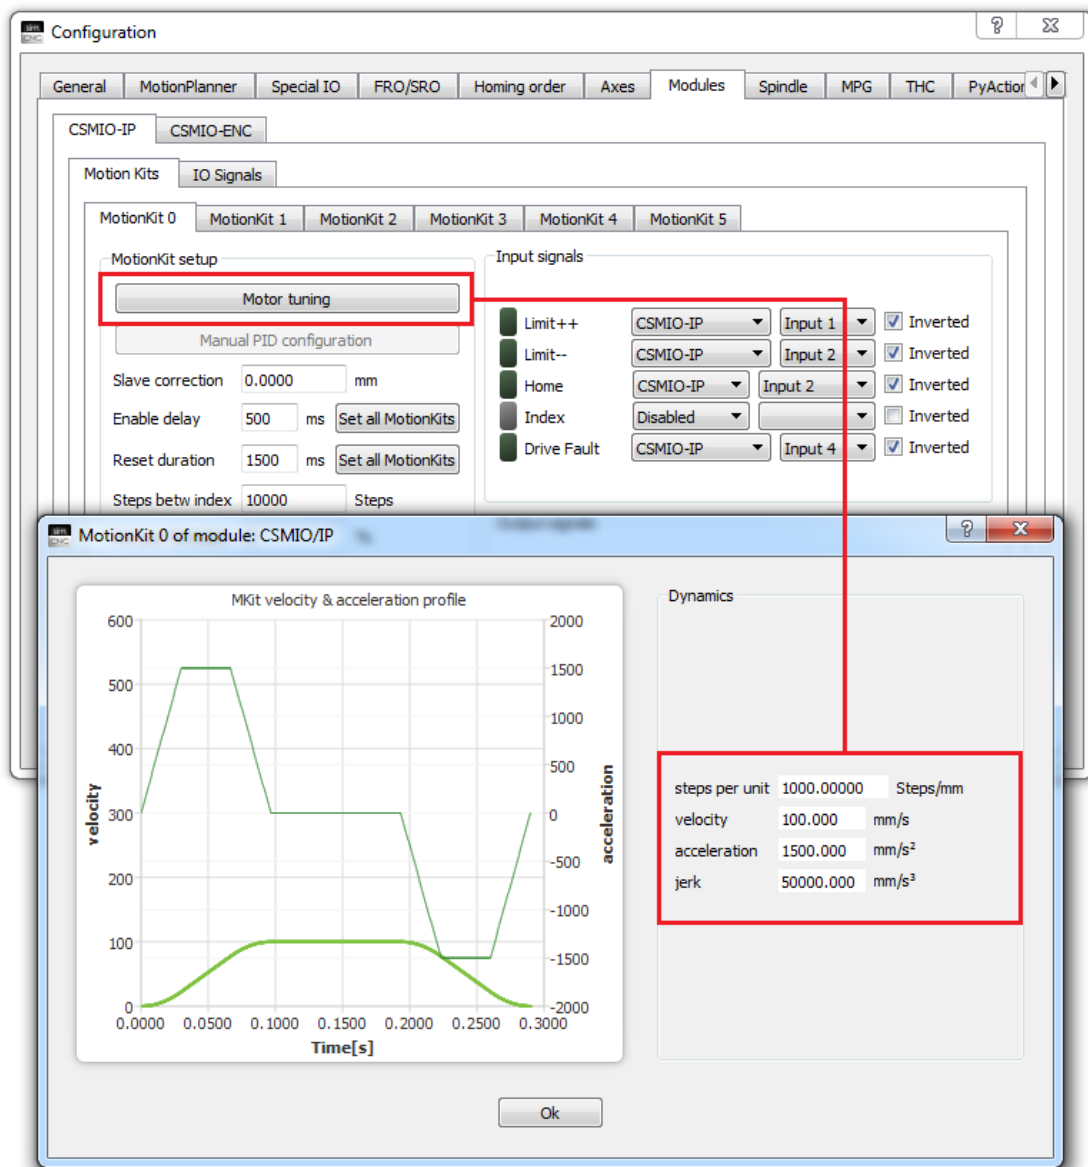 Configuration
General MotionPlanner Special IO FRO/SRO Homing order Axes Modules Spindle MPG THC PyAction
CSMIO-IP CSMIO-ENC
Motion Kits IO Signals
MotionKit 0 MotionKit 1 MotionKit 2 MotionKit 3 MotionKit 4 MotionKit 5
MotionKit setup
Motor tuning
Manual PID configuration
Slave correction 0.0000 mm
Enable delay 500 ms Set all MotionKits
Reset duration 1500 ms Set all MotionKits
Steps betw index 10000 Steps
Input signals
Limit++ CSMIO-IP Input 1 Inverted
Limit-- CSMIO-IP Input 2 Inverted
Home CSMIO-IP Input 2 Inverted
Index Disabled Inverted
Drive Fault CSMIO-IP Input 4 Inverted
Output signals
MotionKit 0 of module: CSMIO/IP
MKit velocity & acceleration profile
600
500
400
300
200
100
0
velocity
2000
1500
1000
500
0
-500
-1000
-1500
-2000
acceleration
0.0000 0.0500 0.1000 0.1500 0.2000 0.2500 0.3000
Time[s]
Dynamics
steps per unit 1000.00000 Steps/mm
velocity 100.000 mm/s
acceleration 1500.000 mm/s²
jerk 50000.000 mm/s³
Ok